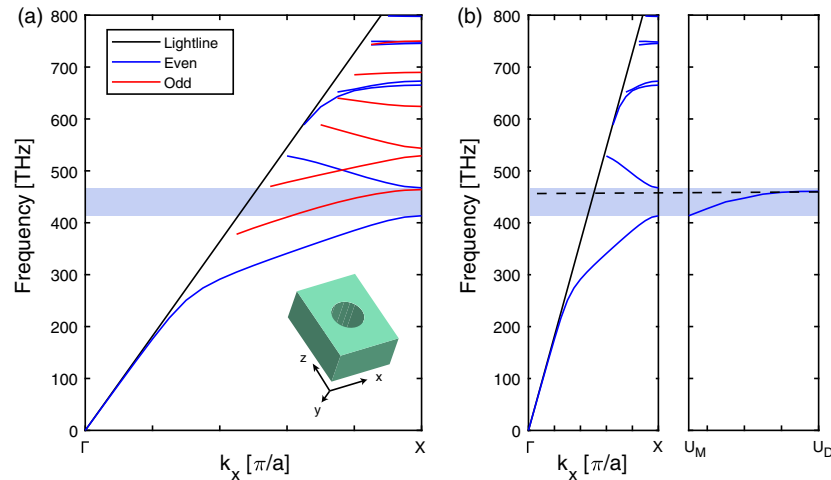 (a)
Lightline
Even
Odd
Frequency [THz]
800
700
600
500
400
300
200
100
0
Γ
X
k_x [π/a]
z
x
y
(b)
Frequency [THz]
800
700
600
500
400
300
200
100
0
Γ
X
k_x [π/a]
U_M
U_D